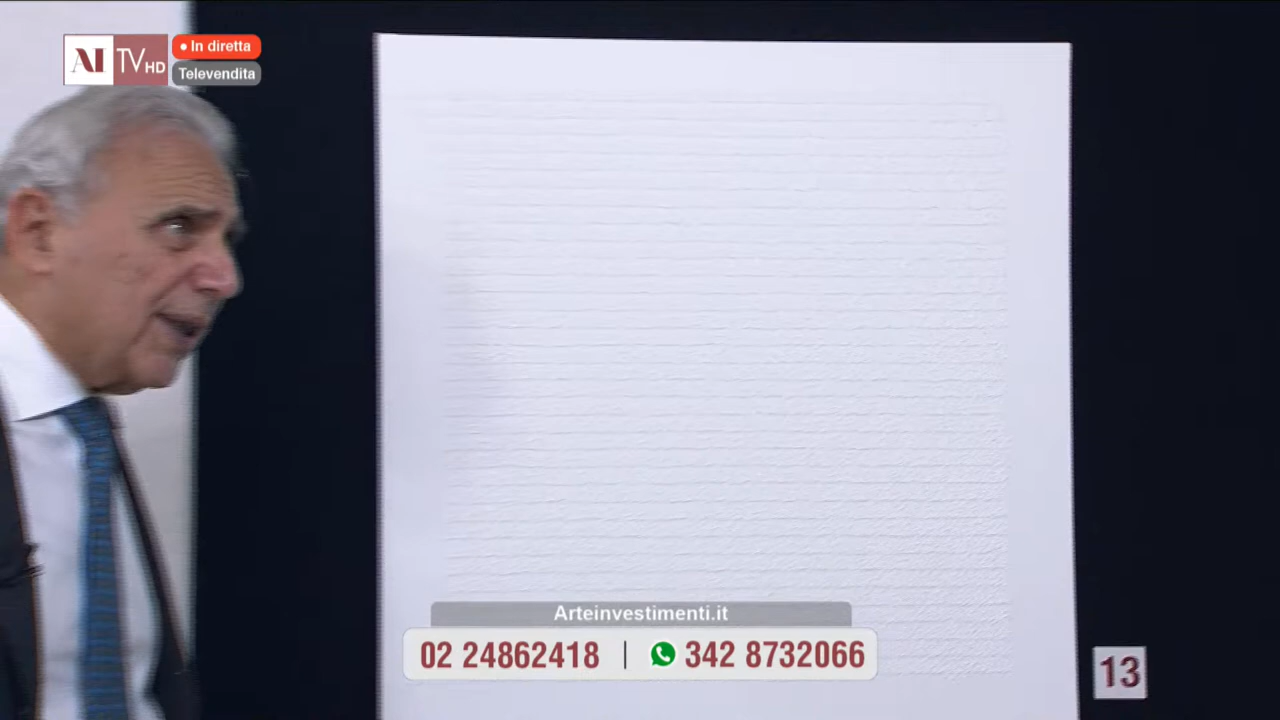 AI TV HD
In diretta
Televendita
Arteinvestimenti.it
02 24862418 | 342 8732066
13